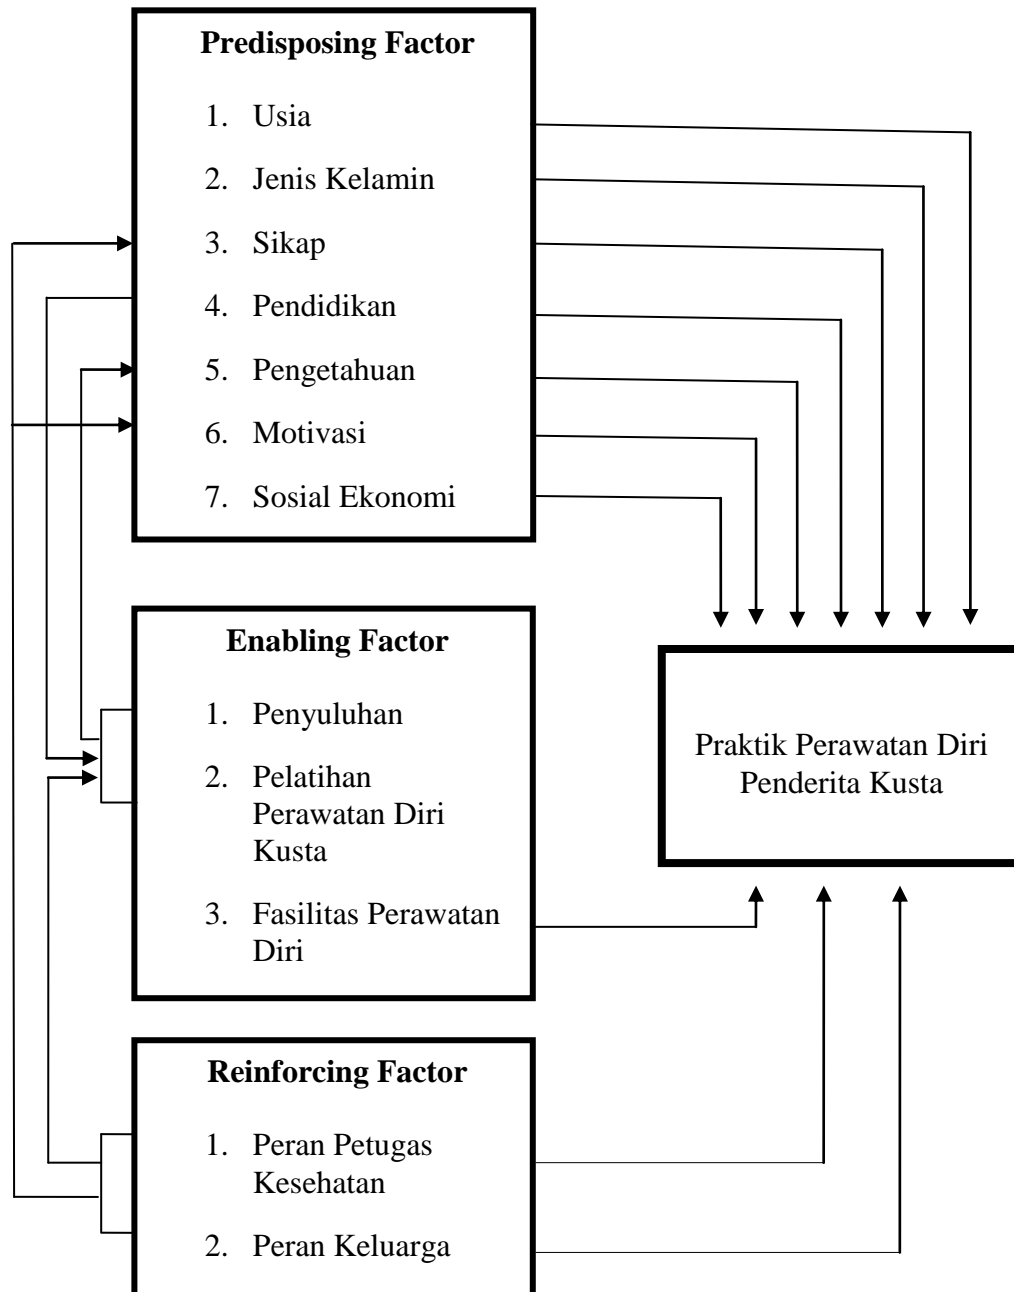 Predisposing Factor
1. Usia
2. Jenis Kelamin
3. Sikap
4. Pendidikan
5. Pengetahuan
6. Motivasi
7. Sosial Ekonomi
Enabling Factor
1. Penyuluhan
2. Pelatihan
Perawatan Diri
Kusta
3. Fasilitas Perawatan
Diri
Praktik Perawatan Diri
Penderita Kusta
Reinforcing Factor
1. Peran Petugas
Kesehatan
2. Peran Keluarga